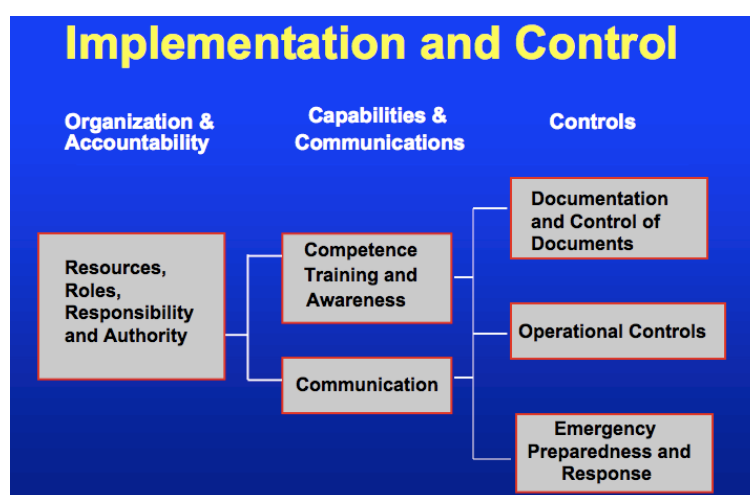 Implementation and Control
Organization &
Accountability
Capabilities &
Communications
Controls
Resources,
Roles,
Responsibility
and Authority
Competence
Training and
Awareness
Communication
Documentation
and Control of
Documents
Operational Controls
Emergency
Preparedness and
Response